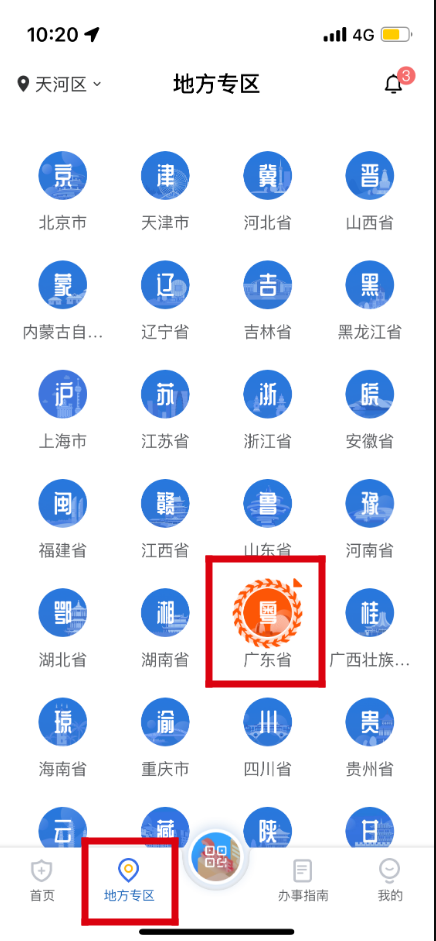 10:20 4G
天河区 地方专区 3
京 津 冀 晋
北京市 天津市 河北省 山西省
蒙 辽 吉 黑
内蒙古自... 辽宁省 吉林省 黑龙江省
沪 苏 浙 皖
上海市 江苏省 浙江省 安徽省
闽 赣 鲁 豫
福建省 江西省 山东省 河南省
鄂 湘 粤 桂
湖北省 湖南省 广东省 广西壮族...
琼 渝 川 贵
海南省 重庆市 四川省 贵州省
云 藏 陕 甘
首页 地方专区 办事指南 我的